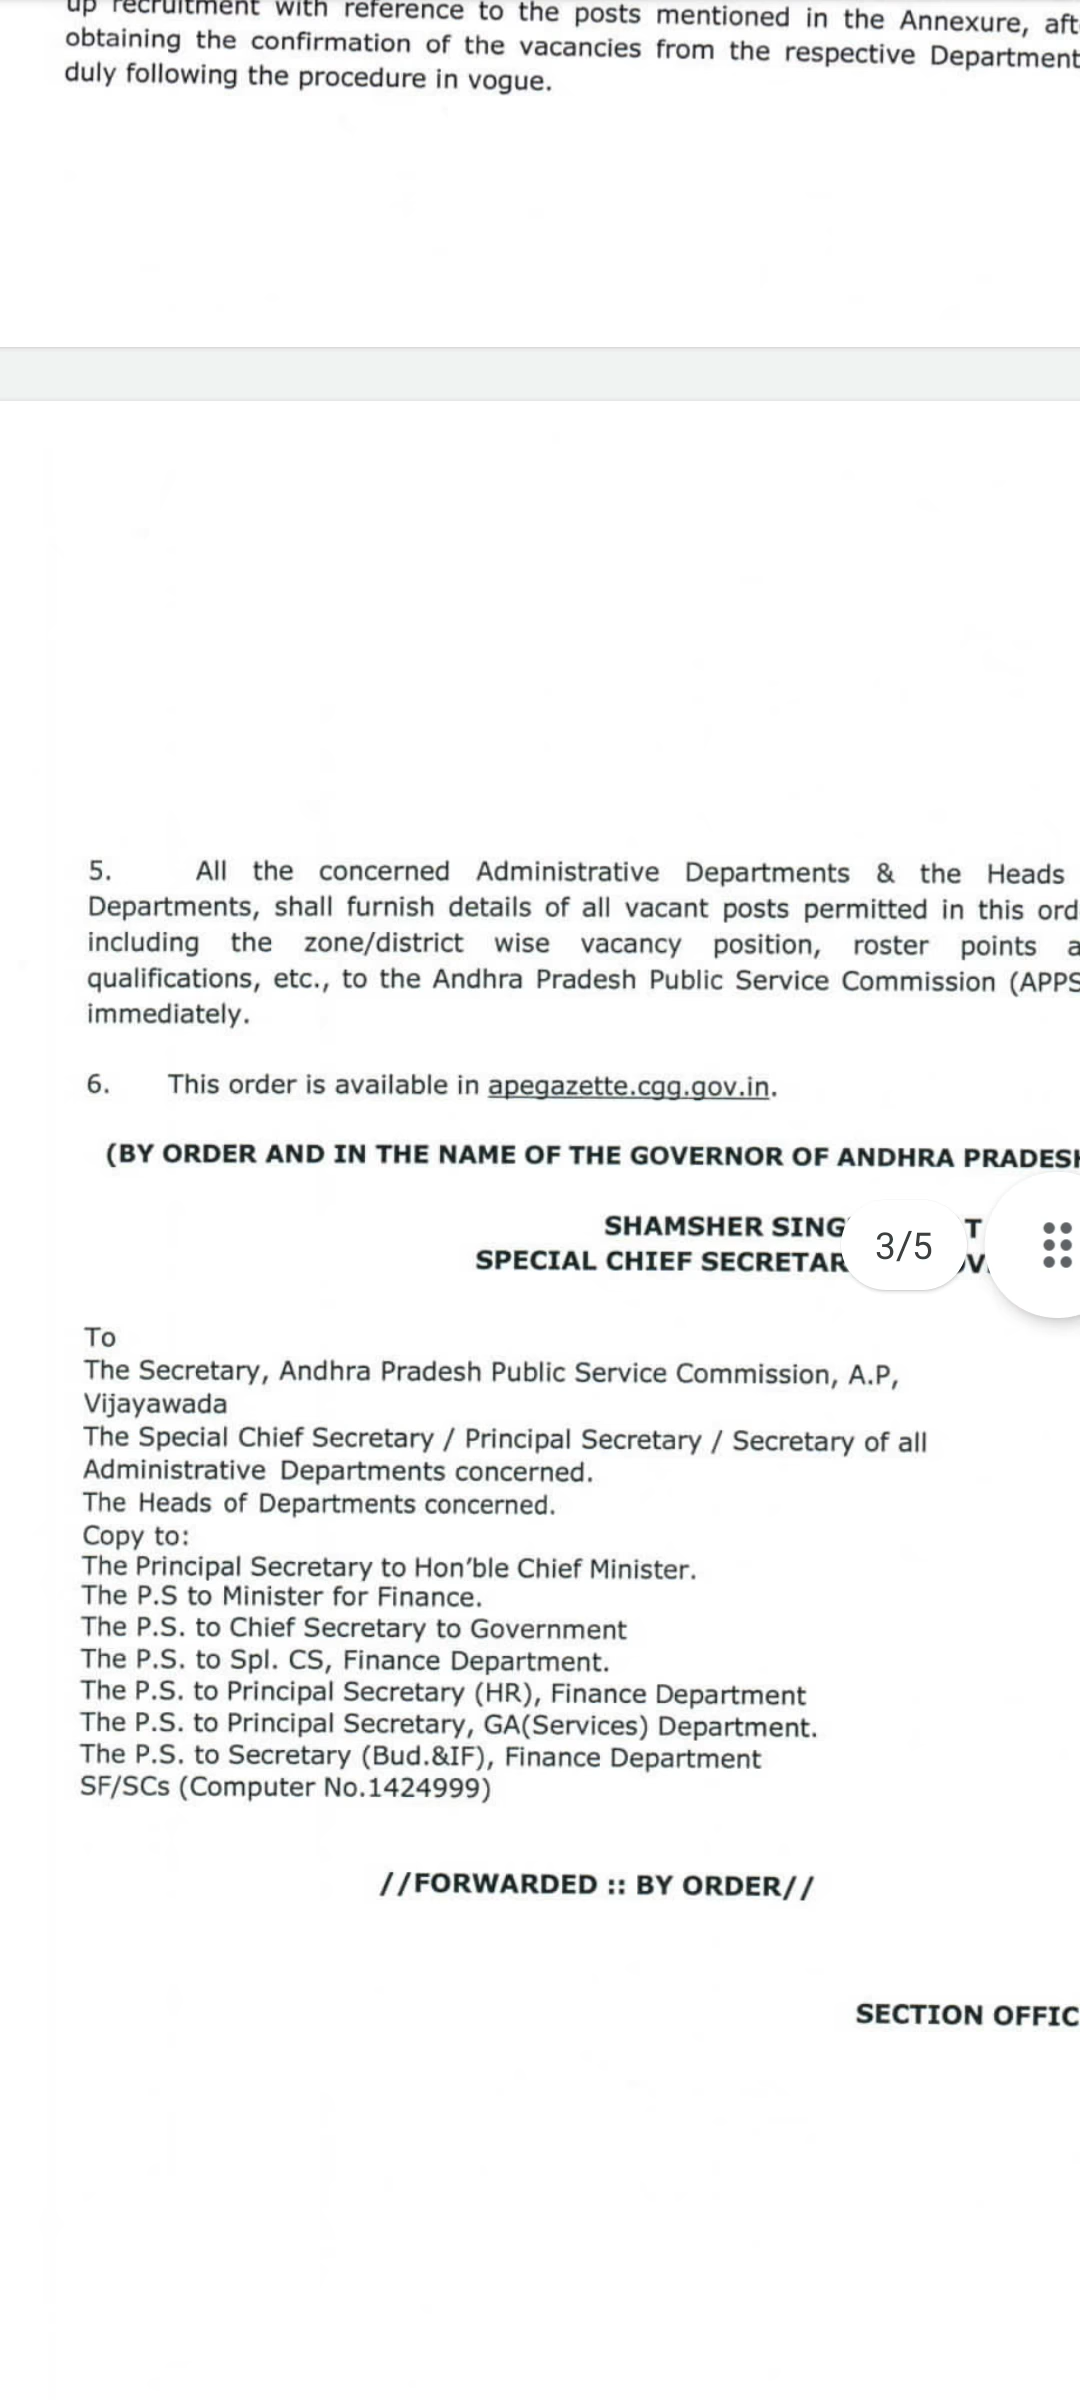 up recruitment with reference to the posts mentioned in the Annexure,
obtaining the confirmation of the vacancies from the respective Department
duly following the procedure in vogue.
5. All the concerned Administrative Departments & the Heads
Departments, shall furnish details of all vacant posts permitted in this
including the zone/district wise vacancy position, roster points
qualifications, etc., to the Andhra Pradesh Public Service Commission
immediately.
6. This order is available in apegazette.cgg.gov.in.
(BY ORDER AND IN THE NAME OF THE GOVERNOR OF ANDHRA
SHAMSHER
3/5
SPECIAL CHIEF
To
The Secretary, Andhra Pradesh Public Service Commission, A.P,
Vijayawada
The Special Chief Secretary / Principal Secretary / Secretary of all
Administrative Departments concerned.
The Heads of Departments concerned.
Copy to:
The Principal Secretary to Hon’ble Chief Minister.
The P.S to Minister for Finance.
The P.S. to Chief Secretary to Government
The P.S. to Spl. CS, Finance Department.
The P.S. to Principal Secretary (HR), Finance Department
The P.S. to Principal Secretary, GA(Services) Department.
The P.S. to Secretary (Bud.&IF), Finance Department
SF/SCs (Computer No.1424999)
//FORWARDED :: BY ORDER//
SECTION